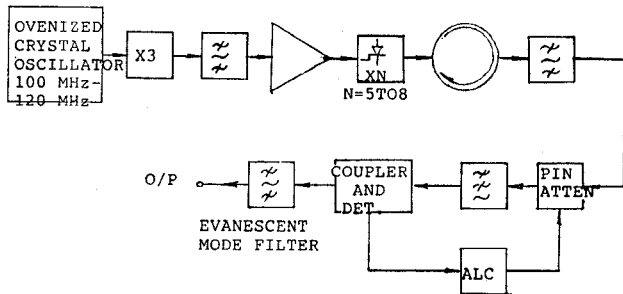 OVENIZED
CRYSTAL
OSCILLATOR
100 MHz-
120 MHz-
X3
XN
N=5TO8
O/P
COUPLER
AND
DET
PIN
ATTEN
EVANESCENT
MODE FILTER
ALC